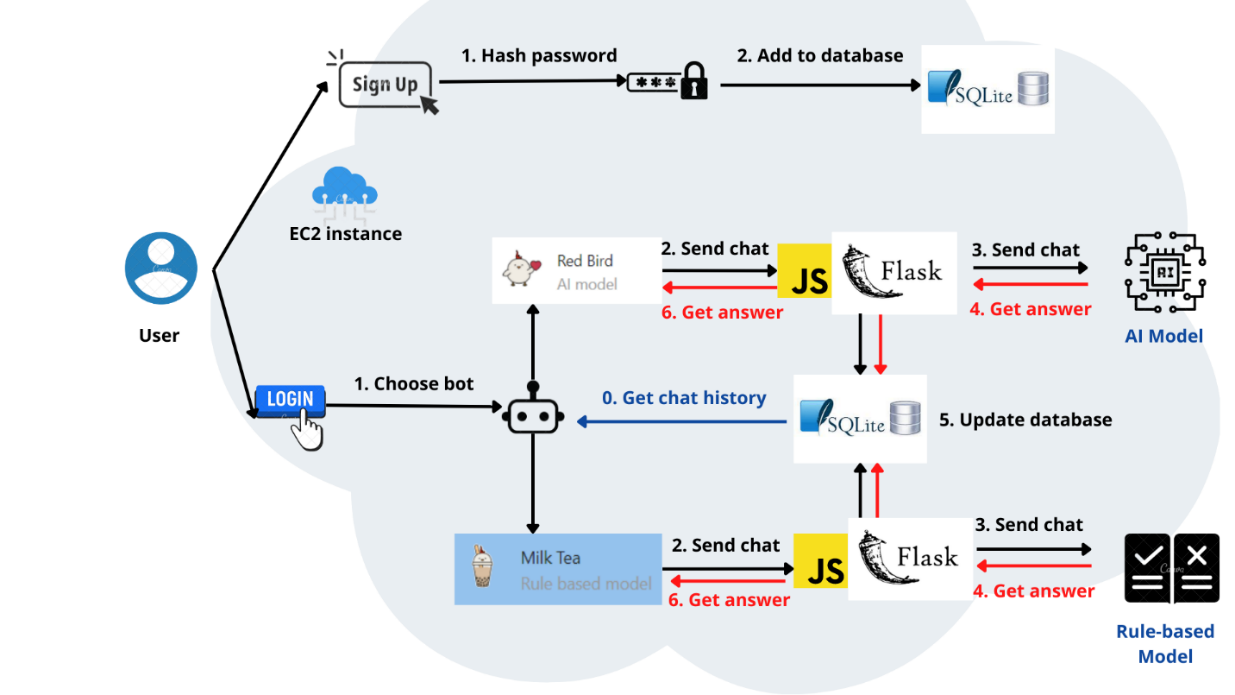 1. Hash password
2. Add to database
Sign Up
***
SQLite
EC2 instance
User
Red Bird
AI model
2. Send chat
6. Get answer
JS
Flask
3. Send chat
4. Get answer
AI
AI Model
LOGIN
1. Choose bot
0. Get chat history
SQLite
5. Update database
Milk Tea
Rule based model
2. Send chat
6. Get answer
JS
Flask
3. Send chat
4. Get answer
Canva
Rule-based
Model